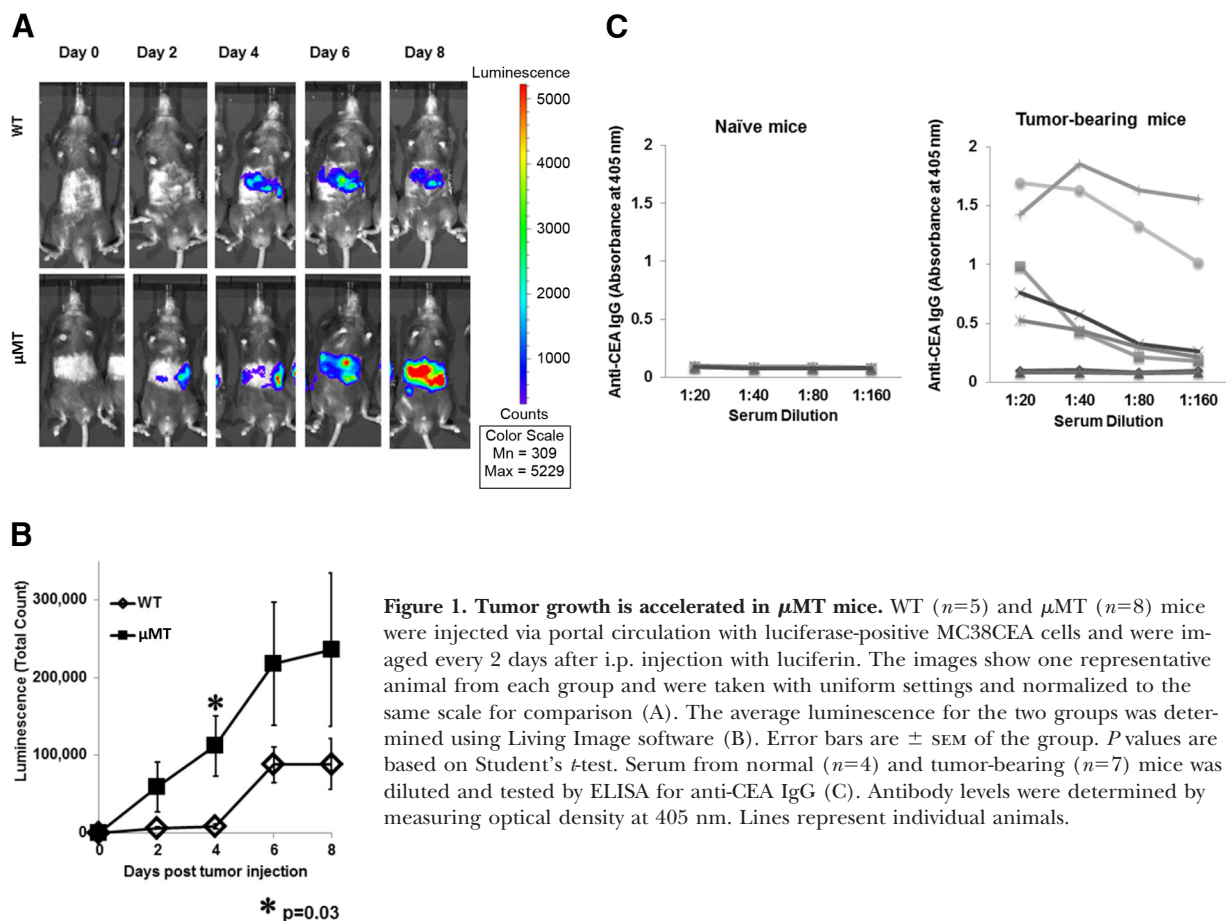 A
Day 0 Day 2 Day 4 Day 6 Day 8
WT
μMT
Luminescence
5000
4000
3000
2000
1000
Counts
Color Scale
Mn = 309
Max = 5229
C
Naïve mice
Anti-CEA IgG (Absorbance at 405 nm)
2
1.5
1
0.5
0
1:20 1:40 1:80 1:160
Serum Dilution
Tumor-bearing mice
Anti-CEA IgG (Absorbance at 405 nm)
2
1.5
1
0.5
0
1:20 1:40 1:80 1:160
Serum Dilution
B
Luminescence (Total Count)
300,000
200,000
100,000
0
WT
μMT
*
0 2 4 6 8
Days post tumor injection
* p=0.03
Figure 1. Tumor growth is accelerated in μMT mice. WT (n=5) and μMT (n=8) mice
were injected via portal circulation with luciferase-positive MC38CEA cells and were im-
aged every 2 days after i.p. injection with luciferin. The images show one representative
animal from each group and were taken with uniform settings and normalized to the
same scale for comparison (A). The average luminescence for the two groups was deter-
mined using Living Image software (B). Error bars are ± SEM of the group. P values are
based on Student's t-test. Serum from normal (n=4) and tumor-bearing (n=7) mice was
diluted and tested by ELISA for anti-CEA IgG (C). Antibody levels were determined by
measuring optical density at 405 nm. Lines represent individual animals.